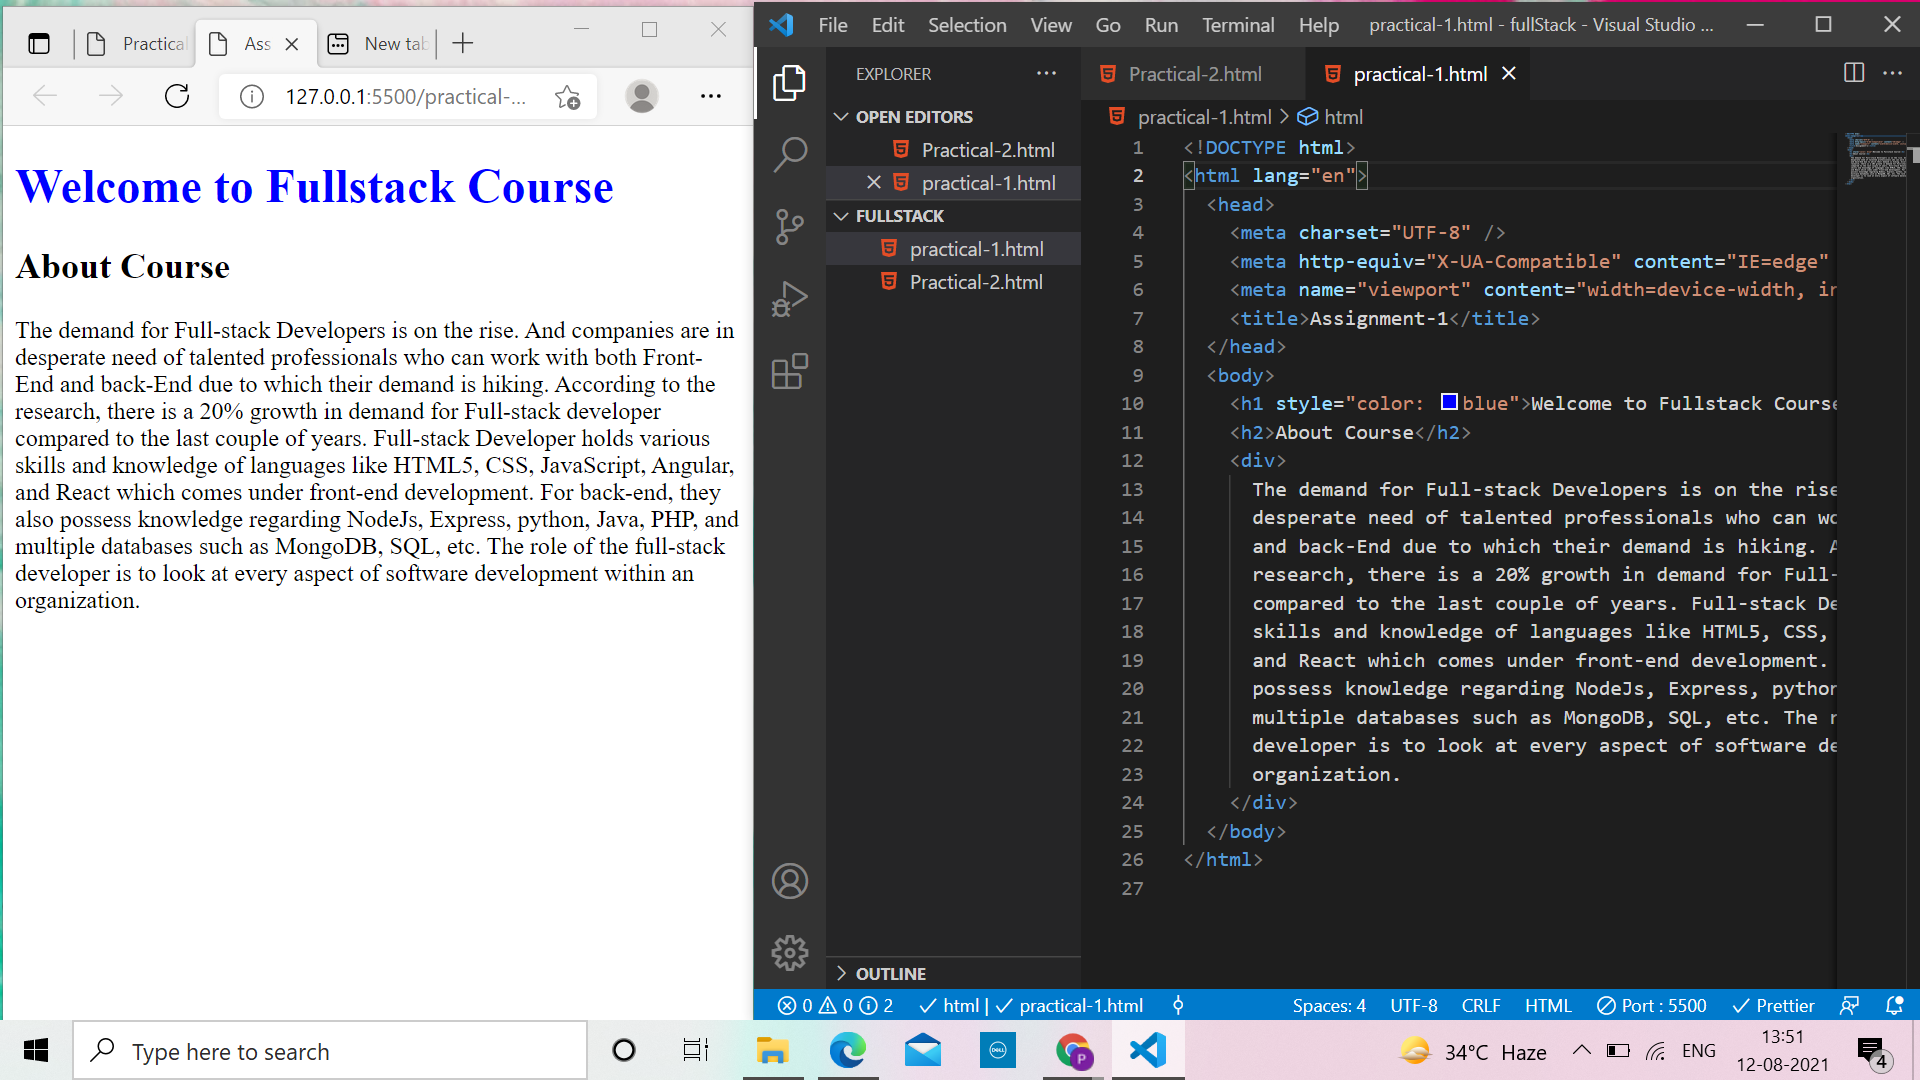 Practical
Ass
New tab
127.0.0.1:5500/practical-...
Welcome to Fullstack Course
About Course
The demand for Full-stack Developers is on the rise. And companies are in
desperate need of talented professionals who can work with both Front-
End and back-End due to which their demand is hiking. According to the
research, there is a 20% growth in demand for Full-stack developer
compared to the last couple of years. Full-stack Developer holds various
skills and knowledge of languages like HTML5, CSS, JavaScript, Angular,
and React which comes under front-end development. For back-end, they
also possess knowledge regarding NodeJs, Express, python, Java, PHP, and
multiple databases such as MongoDB, SQL, etc. The role of the full-stack
developer is to look at every aspect of software development within an
organization.
File Edit Selection View Go Run Terminal Help practical-1.html - fullStack - Visual Studio ...
EXPLORER
OPEN EDITORS
Practical-2.html
practical-1.html
FULLSTACK
practical-1.html
Practical-2.html
OUTLINE
Practical-2.html practical-1.html
practical-1.html > html
1 <!DOCTYPE html>
2 <html lang="en">
3 <head>
4 <meta charset="UTF-8" />
5 <meta http-equiv="X-UA-Compatible" content="IE=edge"
6 <meta name="viewport" content="width=device-width, in
7 <title>Assignment-1</title>
8 </head>
9 <body>
10 <h1 style="color: blue">Welcome to Fullstack Course
11 <h2>About Course</h2>
12 <div>
13 The demand for Full-stack Developers is on the rise
14 desperate need of talented professionals who can wo
15 and back-End due to which their demand is hiking. A
16 research, there is a 20% growth in demand for Full-
17 compared to the last couple of years. Full-stack De
18 skills and knowledge of languages like HTML5, CSS,
19 and React which comes under front-end development.
20 possess knowledge regarding NodeJs, Express, python
21 multiple databases such as MongoDB, SQL, etc. The r
22 developer is to look at every aspect of software de
23 organization.
24 </div>
25 </body>
26 </html>
27
0 0 2 html | practical-1.html Spaces: 4 UTF-8 CRLF HTML Port : 5500 Prettier
Type here to search
DELL
P
34°C Haze
ENG
13:51
12-08-2021
4